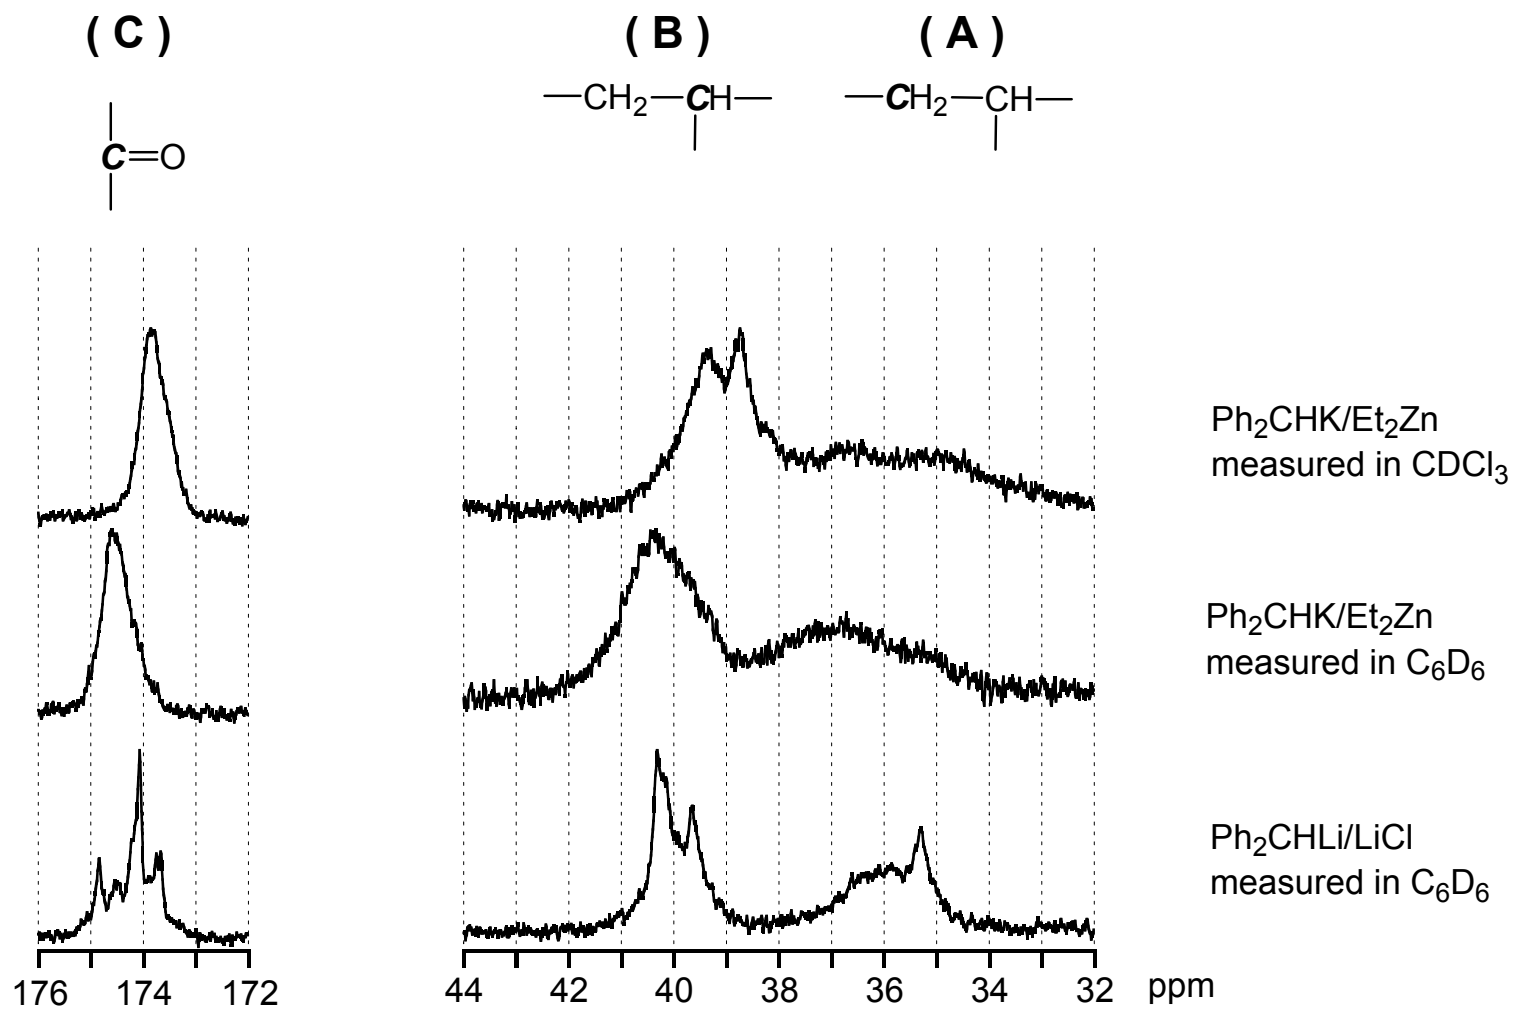 ( C ) ( B ) ( A )
—CH₂—CH— —CH₂—CH—
C=O
Ph₂CHK/Et₂Zn
measured in CDCl₃
Ph₂CHK/Et₂Zn
measured in C₆D₆
Ph₂CHLi/LiCl
measured in C₆D₆
176 174 172 44 42 40 38 36 34 32 ppm